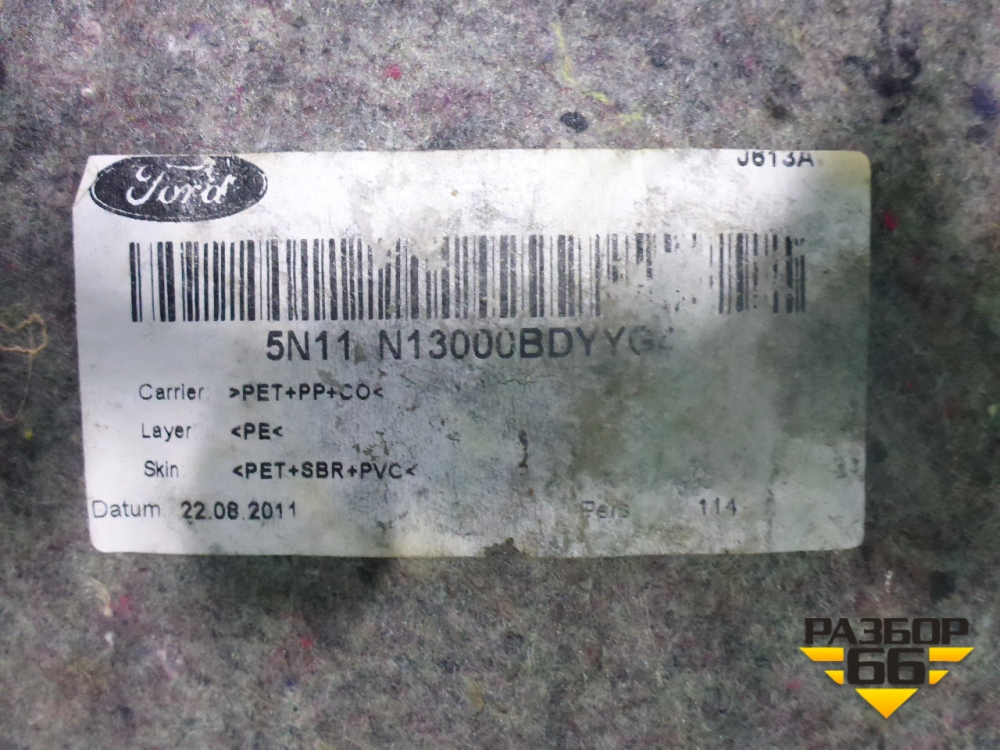 Ford
J613A
5N11 N13000BDYYG
Carrier: >PET+PP+CO<
Layer <PE<
Skin <PET+SBR+PVC<
Datum 22.08.2011 Pers 114
РАЗБОР
66